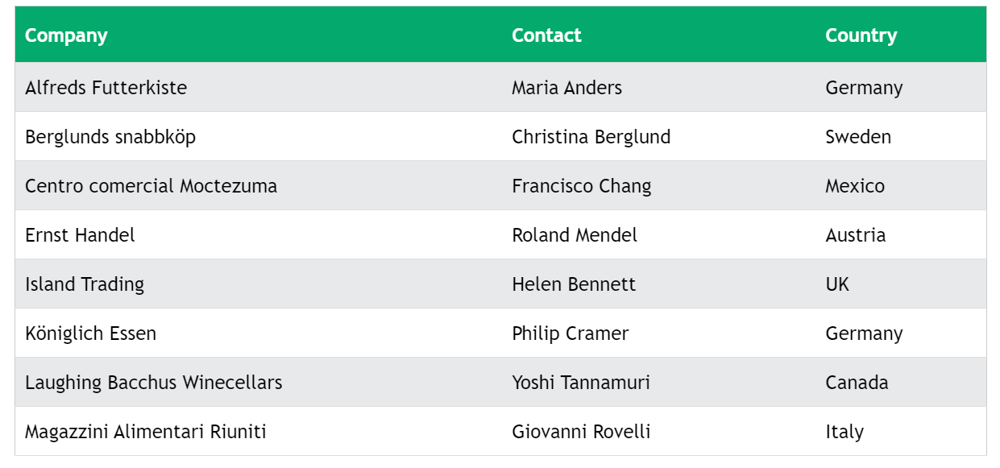 Company Contact Country
Alfreds Futterkiste Maria Anders Germany
Berglunds snabbköp Christina Berglund Sweden
Centro comercial Moctezuma Francisco Chang Mexico
Ernst Handel Roland Mendel Austria
Island Trading Helen Bennett UK
Königlich Essen Philip Cramer Germany
Laughing Bacchus Winecellars Yoshi Tannamuri Canada
Magazzini Alimentari Riuniti Giovanni Rovelli Italy